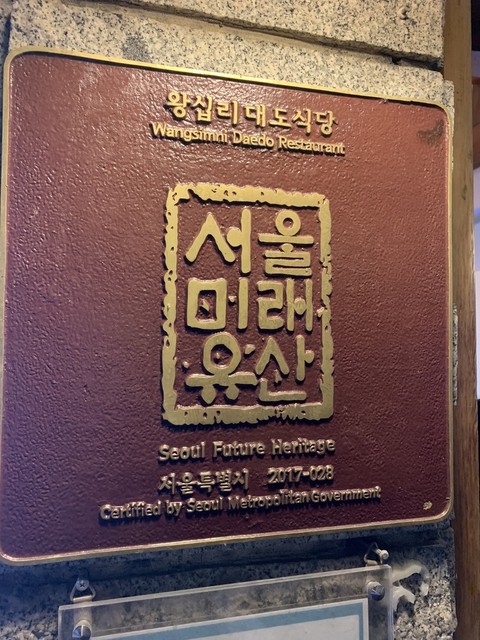 왕십리대도식당
Wangsimni Daedo Restaurant
서울
미래
유산
Seoul Future Heritage
서울특별시 2017-028
Certified by Seoul Metropolitan Government